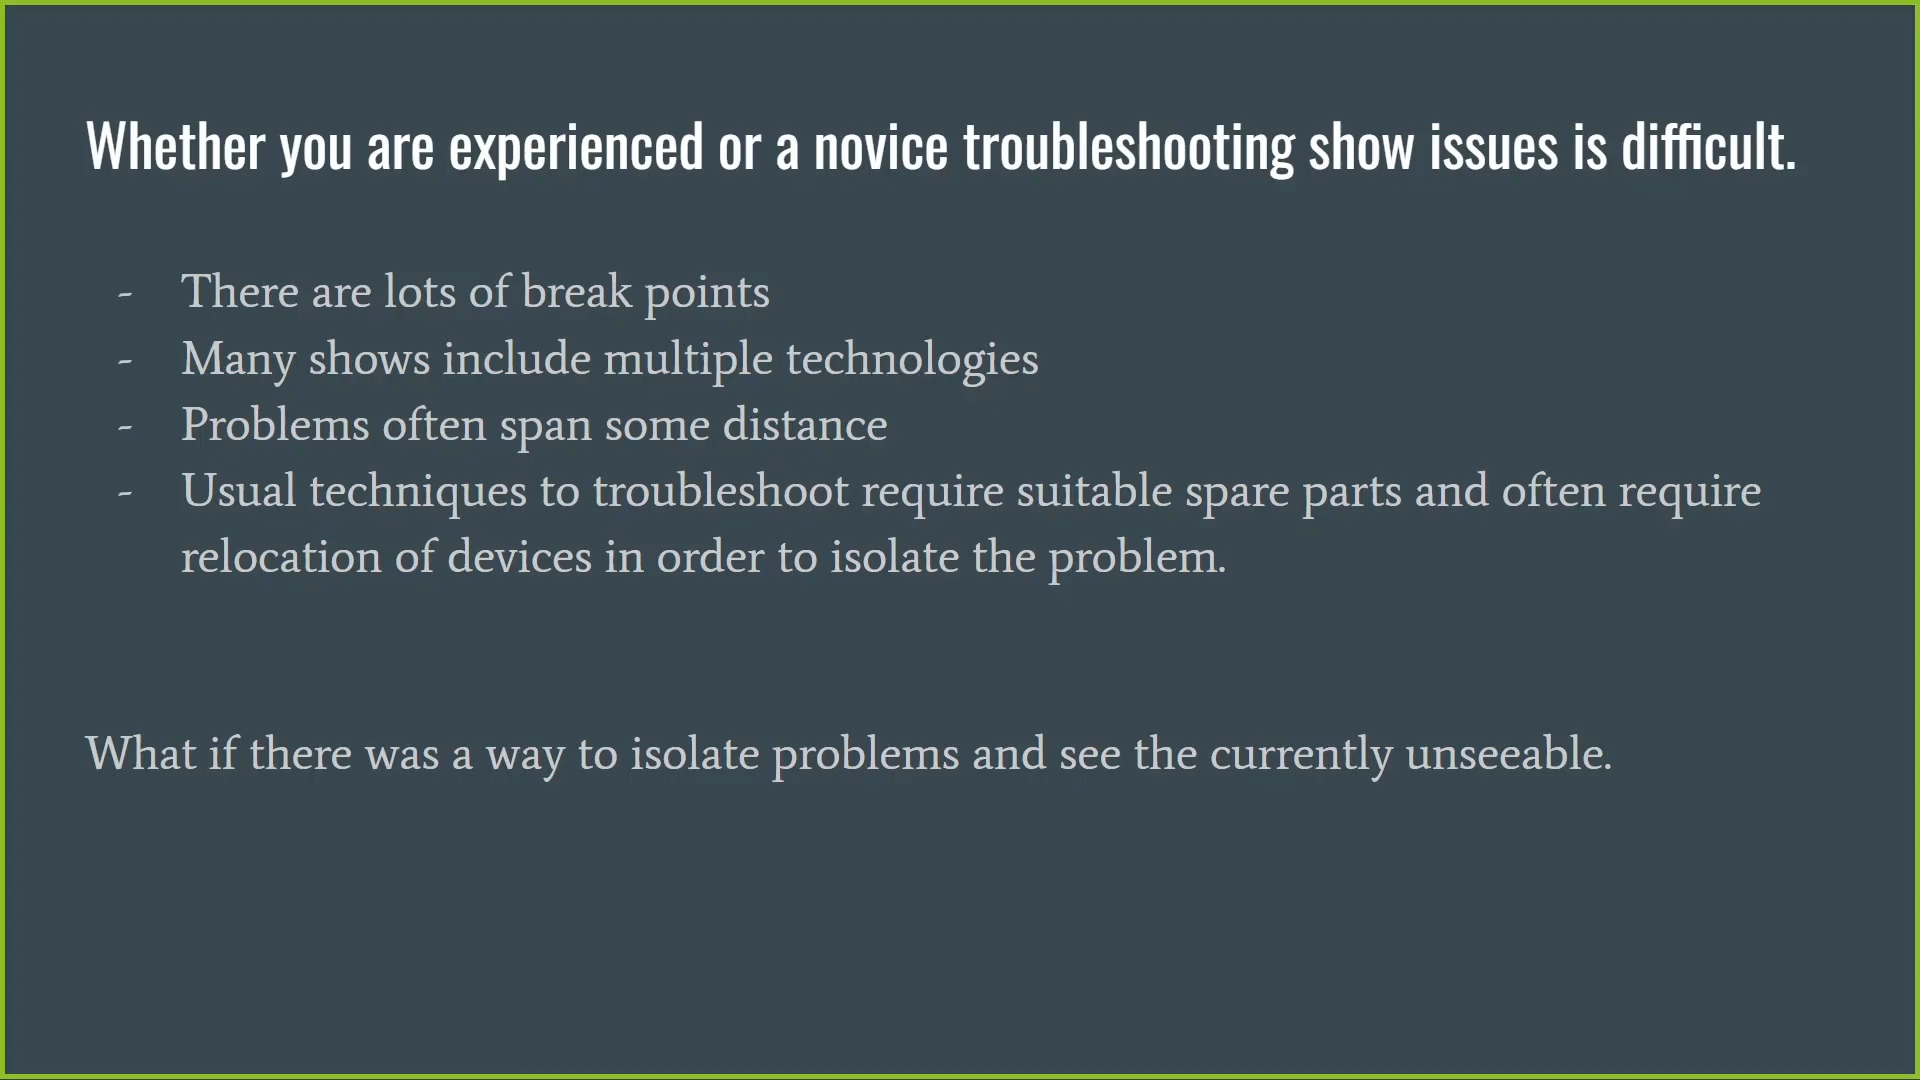 Whether you are experienced or a novice troubleshooting show issues is difficult.
- There are lots of break points
- Many shows include multiple technologies
- Problems often span some distance
- Usual techniques to troubleshoot require suitable spare parts and often require
relocation of devices in order to isolate the problem.
What if there was a way to isolate problems and see the currently unseeable.